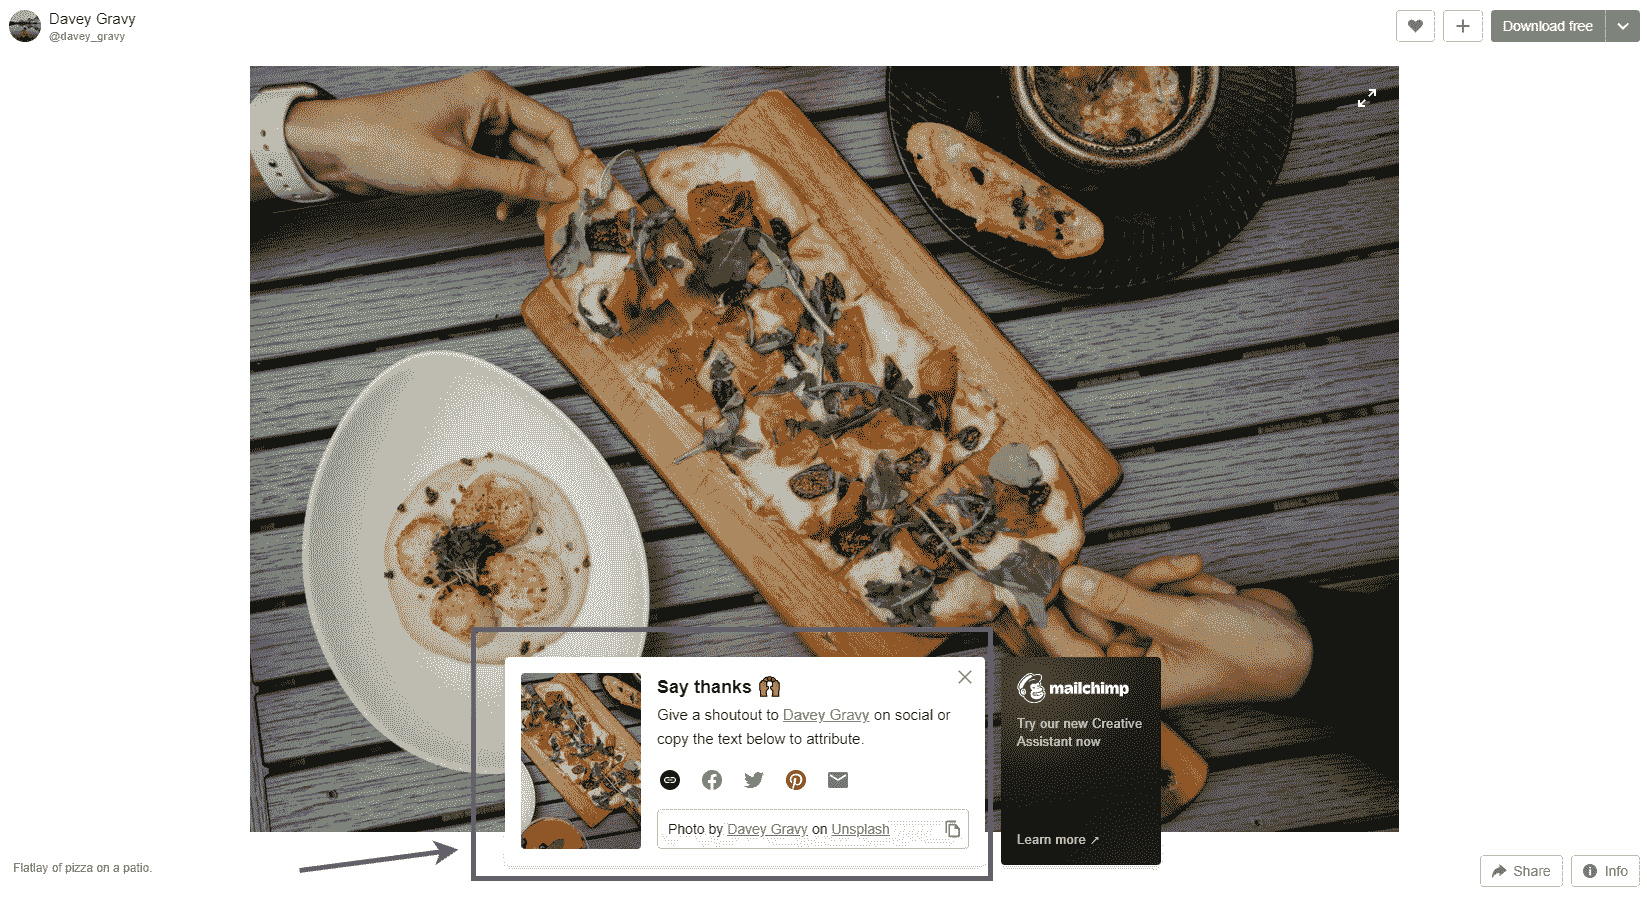 Davey Gravy
@davey_gravy
Download free
Say thanks
Give a shoutout to Davey Gravy on social or
copy the text below to attribute.
Photo by Davey Gravy on Unsplash
mailchimp
Try our new Creative
Assistant now
Learn more ↗
Flatlay of pizza on a patio.
Share
Info